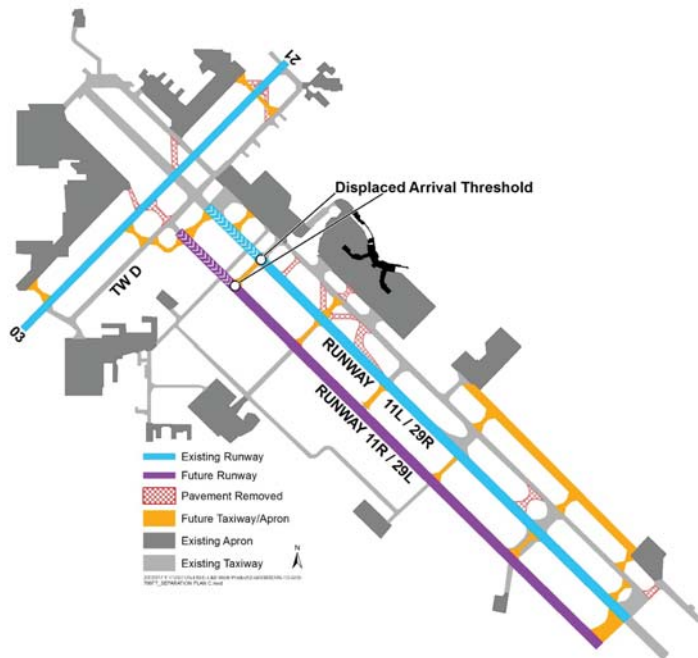 21
Displaced Arrival Threshold
TW D
03
RUNWAY 11L / 29R
RUNWAY 11R / 29L
Existing Runway
Future Runway
Pavement Removed
Future Taxiway/Apron
Existing Apron
Existing Taxiway
N